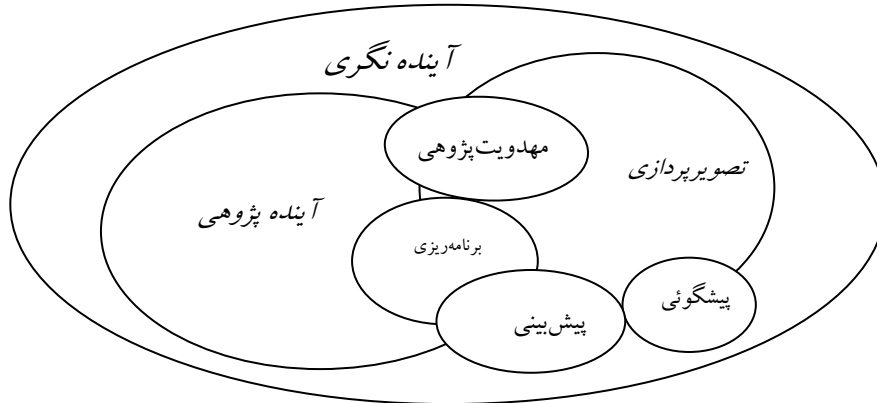 آینده نگری
مهدویت‌پژوهی
تصویرپردازی
آینده پژوهی
برنامه‌ریزی
پیشگوئی
پیش‌بینی